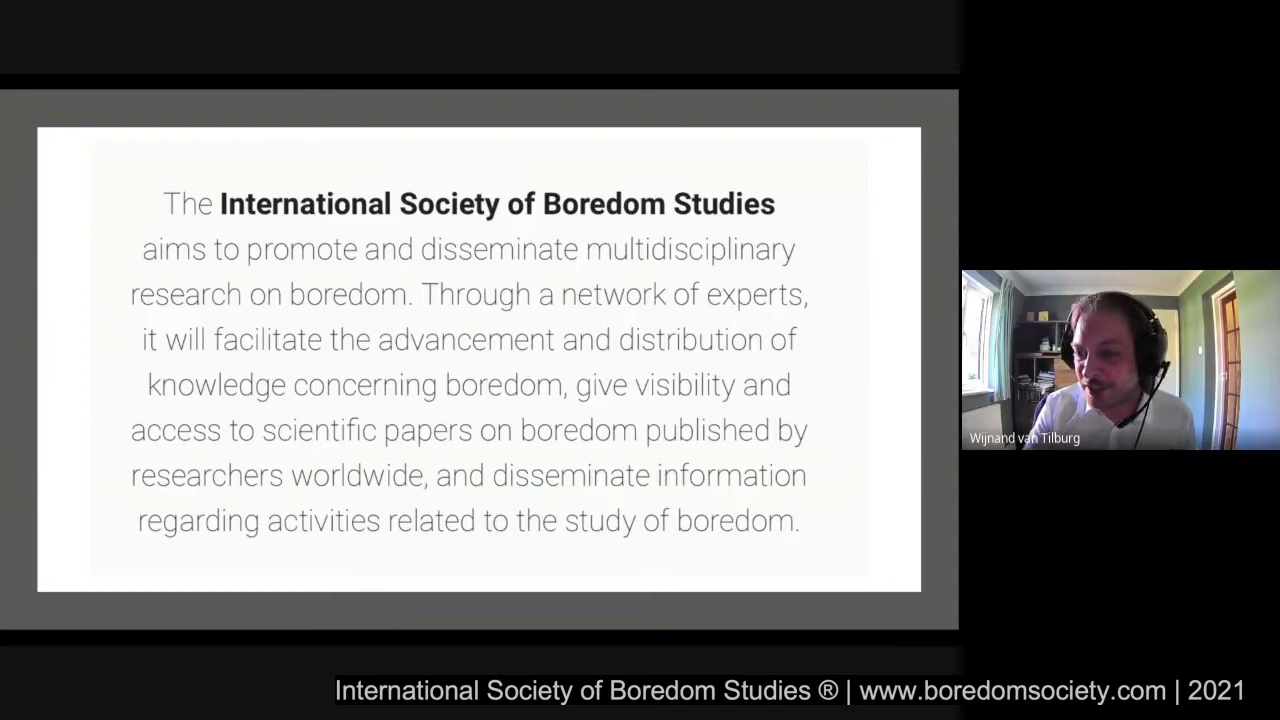 The International Society of Boredom Studies
aims to promote and disseminate multidisciplinary
research on boredom. Through a network of experts,
it will facilitate the advancement and distribution of
knowledge concerning boredom, give visibility and
access to scientific papers on boredom published by
researchers worldwide, and disseminate information
regarding activities related to the study of boredom.
Wijnand van Tilburg
International Society of Boredom Studies ® | www.boredomsociety.com | 2021